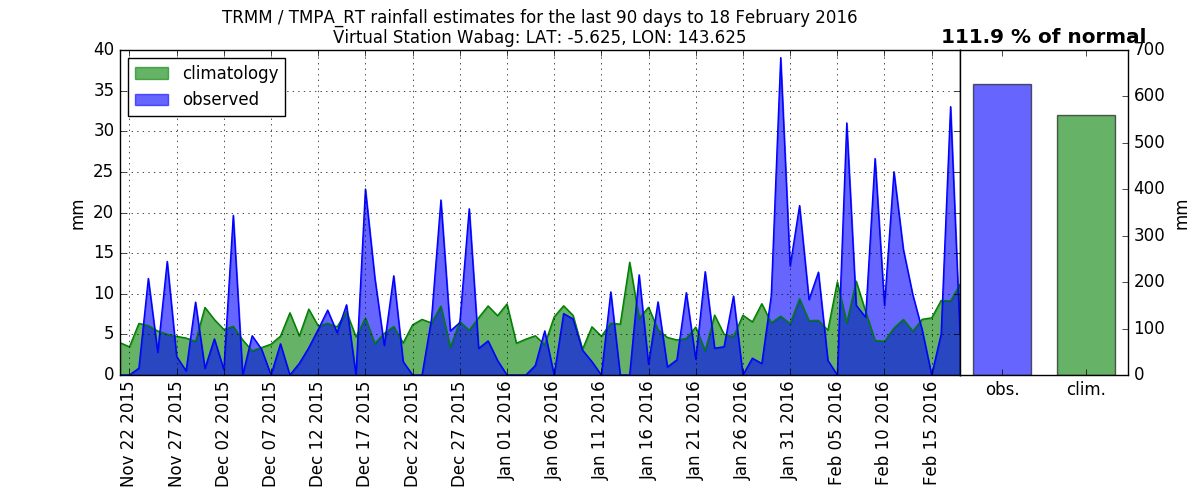 TRMM / TMPA_RT rainfall estimates for the last 90 days to 18 February 2016
Virtual Station Wabag: LAT: -5.625, LON: 143.625
111.9 % of normal
climatology
observed
40
35
30
25
20
15
10
5
0
mm
700
600
500
400
300
200
100
0
mm
Nov 22 2015
Nov 27 2015
Dec 02 2015
Dec 07 2015
Dec 12 2015
Dec 17 2015
Dec 22 2015
Dec 27 2015
Jan 01 2016
Jan 06 2016
Jan 11 2016
Jan 16 2016
Jan 21 2016
Jan 26 2016
Jan 31 2016
Feb 05 2016
Feb 10 2016
Feb 15 2016
obs.
clim.